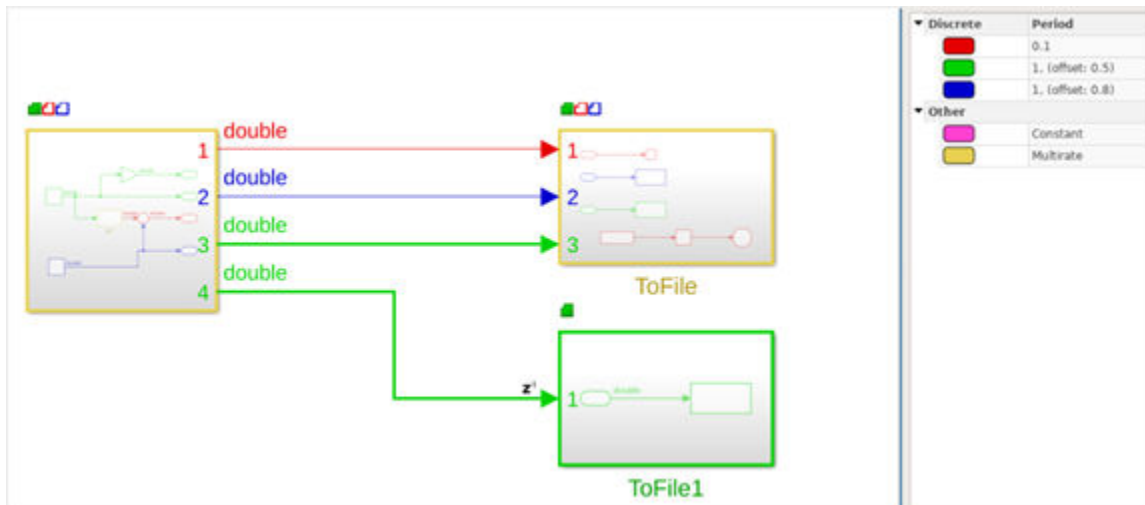 double
1
double
2
double
3
double
4
1
2
3
ToFile
z
1
double
ToFile1
Discrete Period
0.1
1, (offset: 0.5)
1, (offset: 0.8)
Other
Constant
Multirate